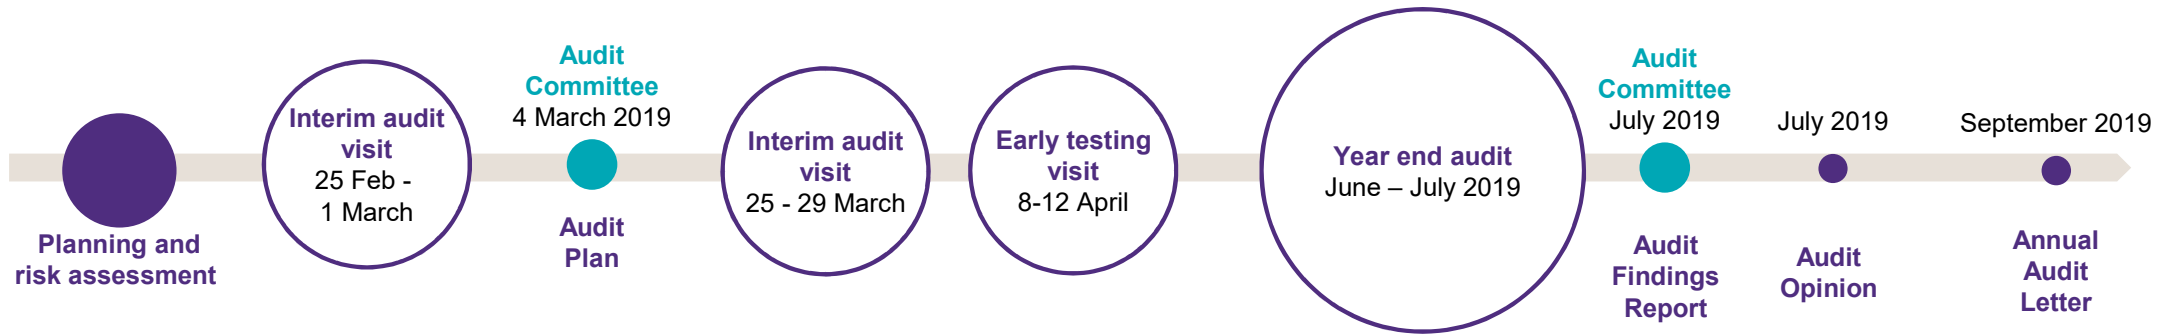 Planning and
risk assessment
Interim audit
visit
25 Feb -
1 March
Audit
Committee
4 March 2019
Audit
Plan
Interim audit
visit
25 - 29 March
Early testing
visit
8-12 April
Year end audit
June – July 2019
Audit
Committee
July 2019
Audit
Findings
Report
July 2019
Audit
Opinion
September 2019
Annual
Audit
Letter